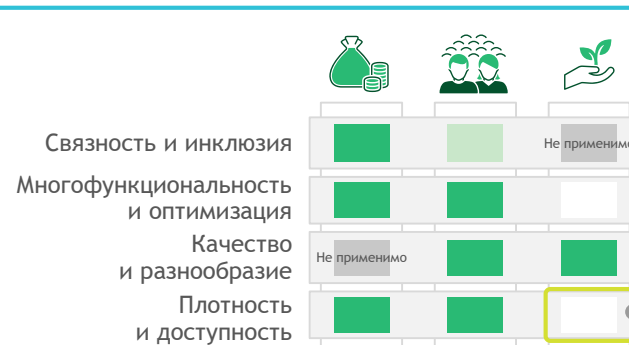 Связность и инклюзия
Не применимо
Многофункциональность
и оптимизация
Качество
и разнообразие
Не применимо
Плотность
и доступность